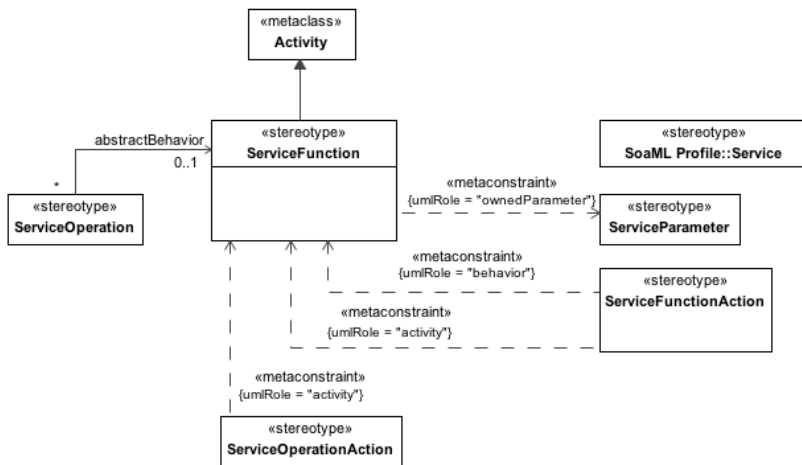 «metaclass»
Activity
abstractBehavior
0..1
*
«stereotype»
ServiceFunction
«stereotype»
SoaML Profile::Service
«stereotype»
ServiceOperation
«metaconstraint»
{umlRole = "ownedParameter"}
«stereotype»
ServiceParameter
«metaconstraint»
{umlRole = "behavior"}
«stereotype»
ServiceFunctionAction
«metaconstraint»
{umlRole = "activity"}
«metaconstraint»
{umlRole = "activity"}
«stereotype»
ServiceOperationAction